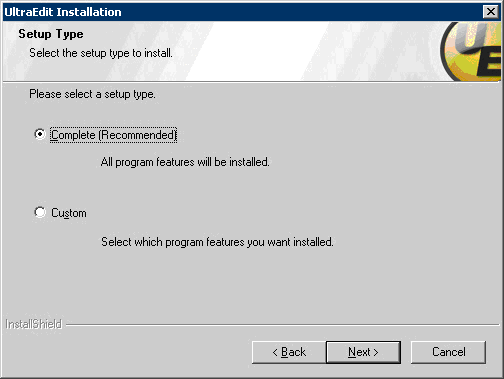 UltraEdit Installation
Setup Type
Select the setup type to install.
UE
Please select a setup type.
Complete (Recommended)
All program features will be installed.
Custom
Select which program features you want installed.
InstallShield
< Back
Next >
Cancel